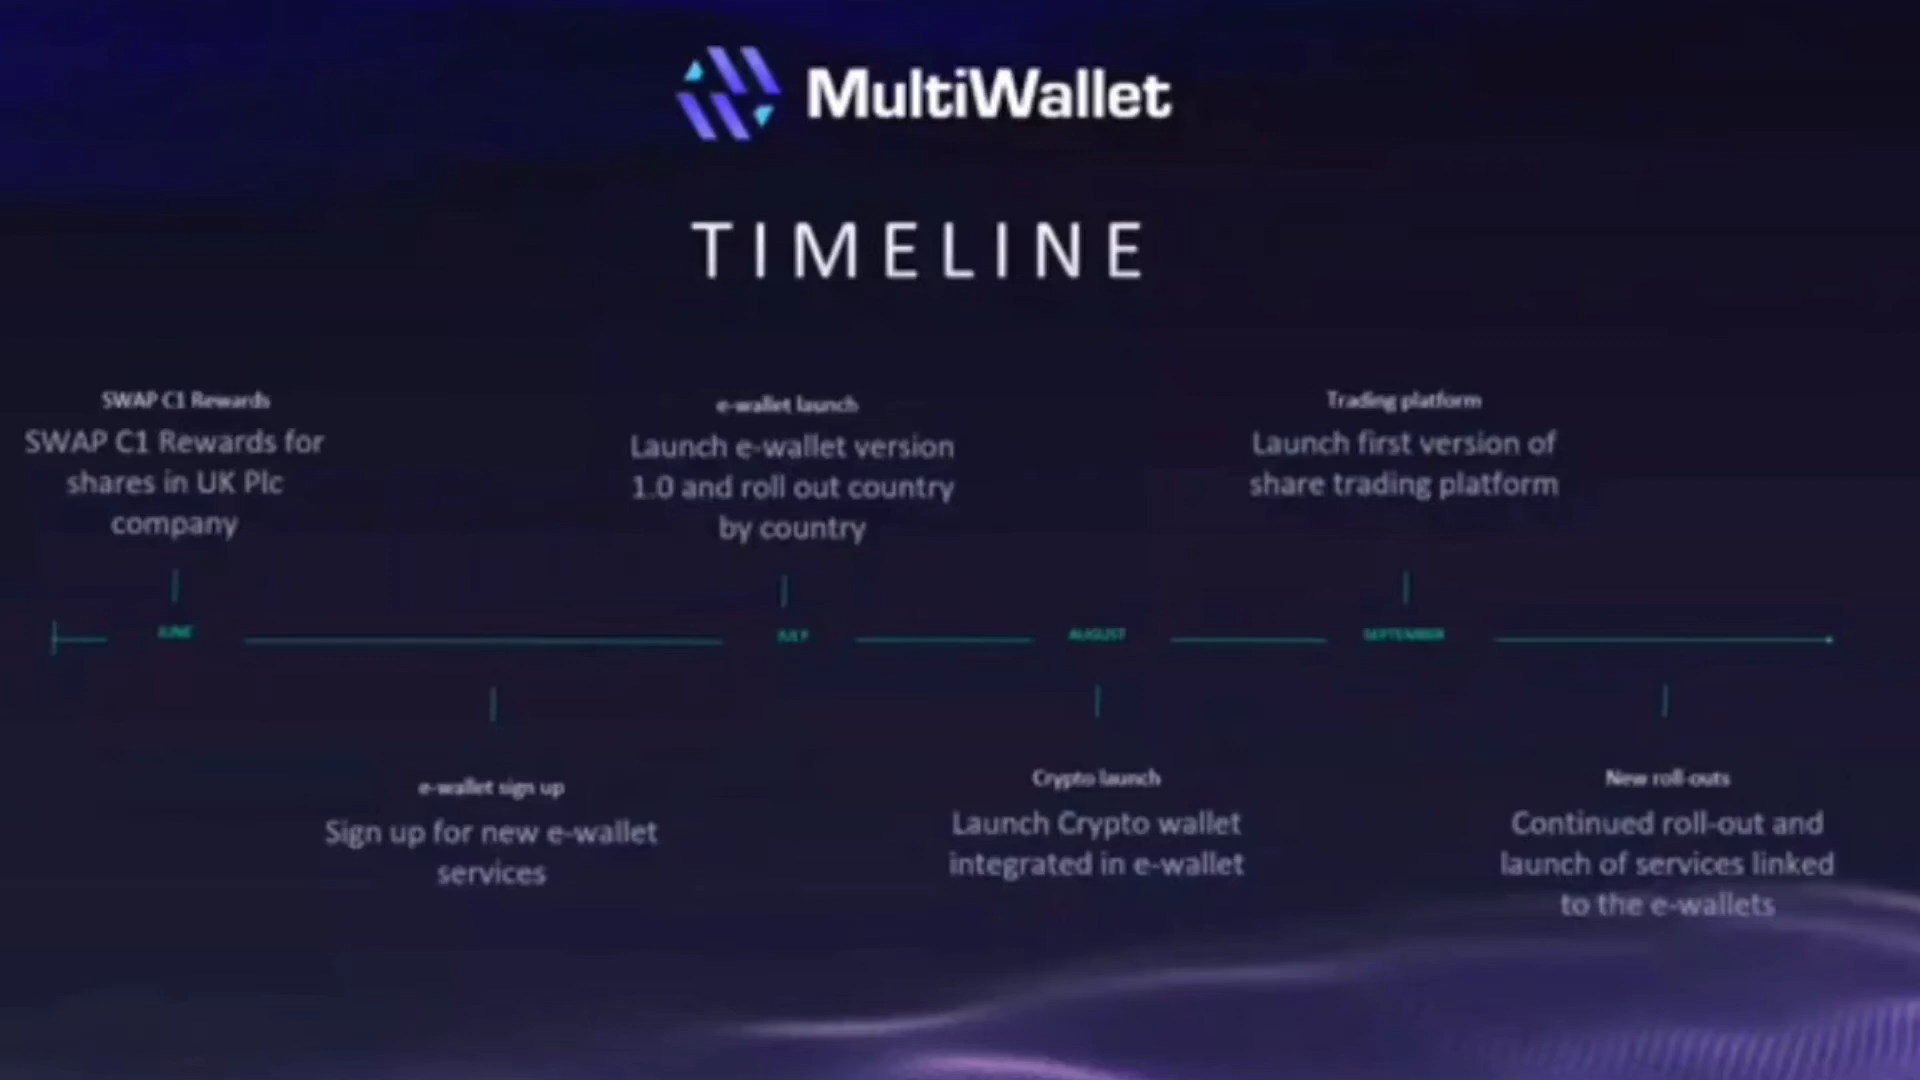 MultiWallet
TIMELINE
SWAP C1 Rewards
SWAP C1 Rewards for
shares in UK Plc
company
e-wallet launch
Launch e-wallet version
1.0 and roll out country
by country
Trading platform
Launch first version of
share trading platform
JUNE
JULY
AUGUST
SEPTEMBER
e-wallet sign up
Sign up for new e-wallet
services
Crypto launch
Launch Crypto wallet
integrated in e-wallet
New roll-outs
Continued roll-out and
launch of services linked
to the e-wallets